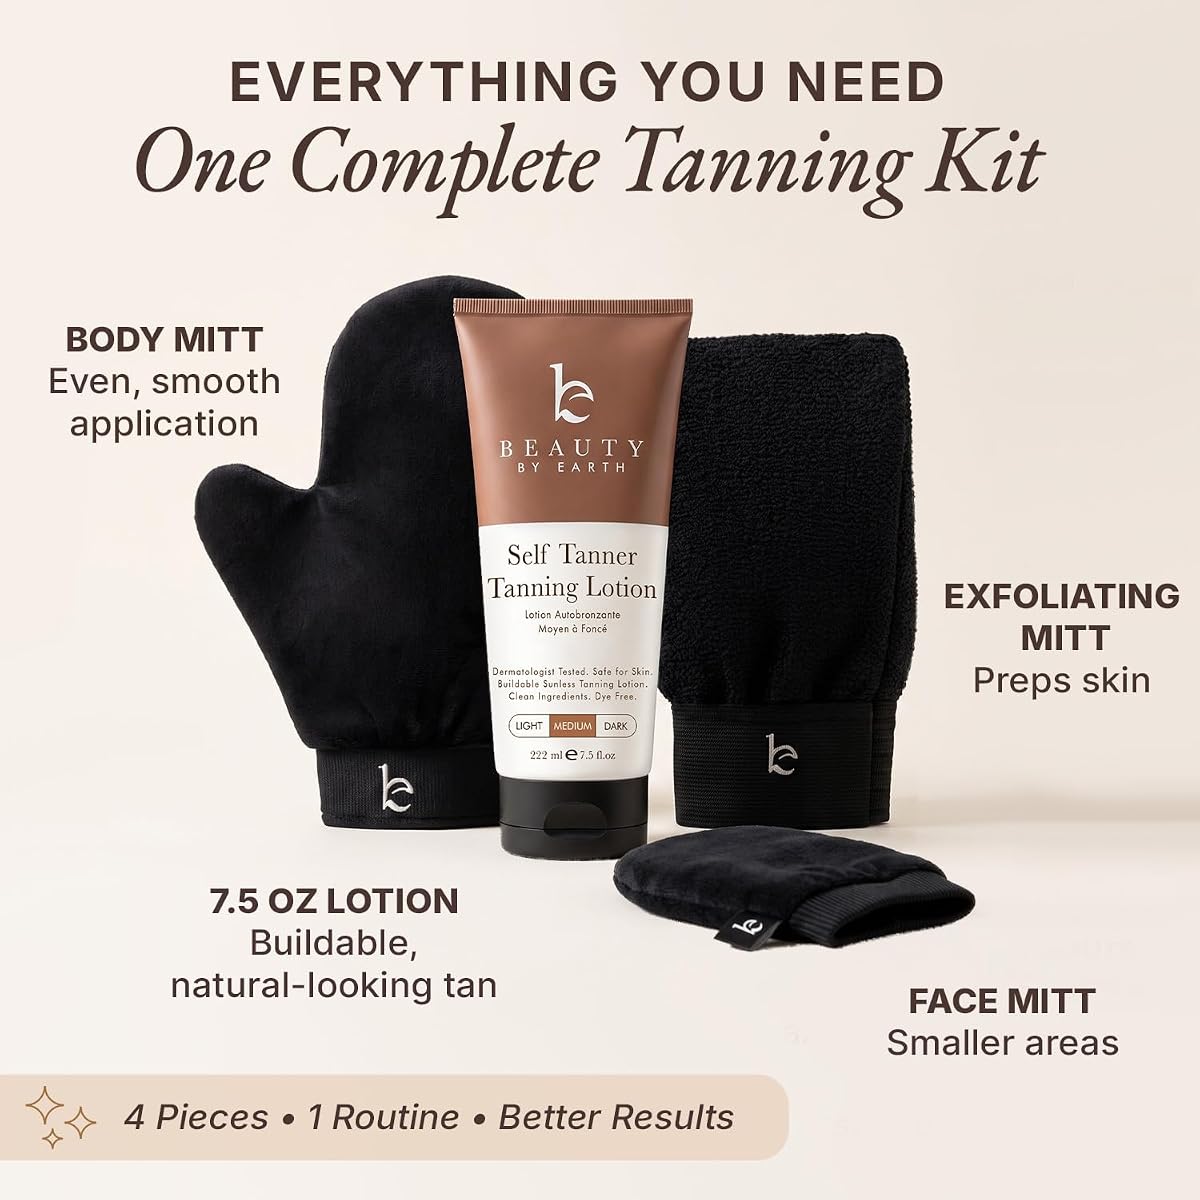 EVERYTHING YOU NEED
One Complete Tanning Kit
BODY MITT
Even, smooth
application
BEAUTY
BY EARTH
Self Tanner
Tanning Lotion
Lotion Autobronzante
Moyen à Foncé
Dermatologist Tested. Safe for Skin.
Buildable Sunless Tanning Lotion.
Clean Ingredients. Dye Free.
LIGHT MEDIUM DARK
222 ml e 7.5 fl.oz
EXFOLIATING
MITT
Preps skin
7.5 OZ LOTION
Buildable,
natural-looking tan
FACE MITT
Smaller areas
4 Pieces • 1 Routine • Better Results